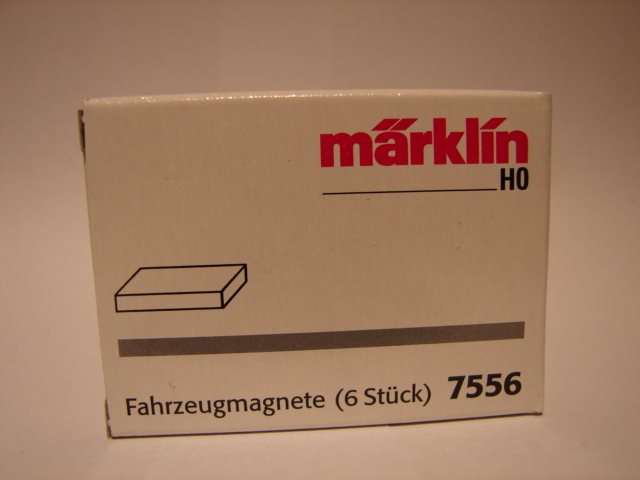 märklin
H0
Fahrzeugmagnete (6 Stück) 7556